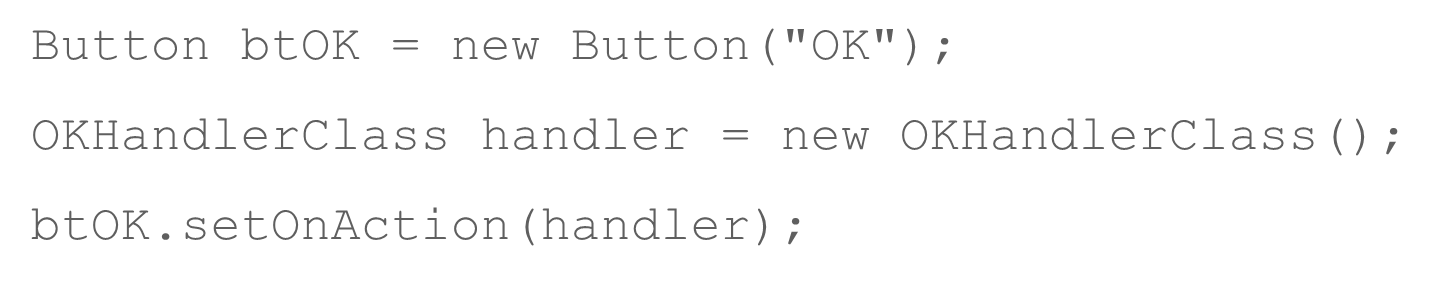 Button btOK = new Button("OK");
OKHandlerClass handler = new OKHandlerClass();
btOK.setOnAction(handler);